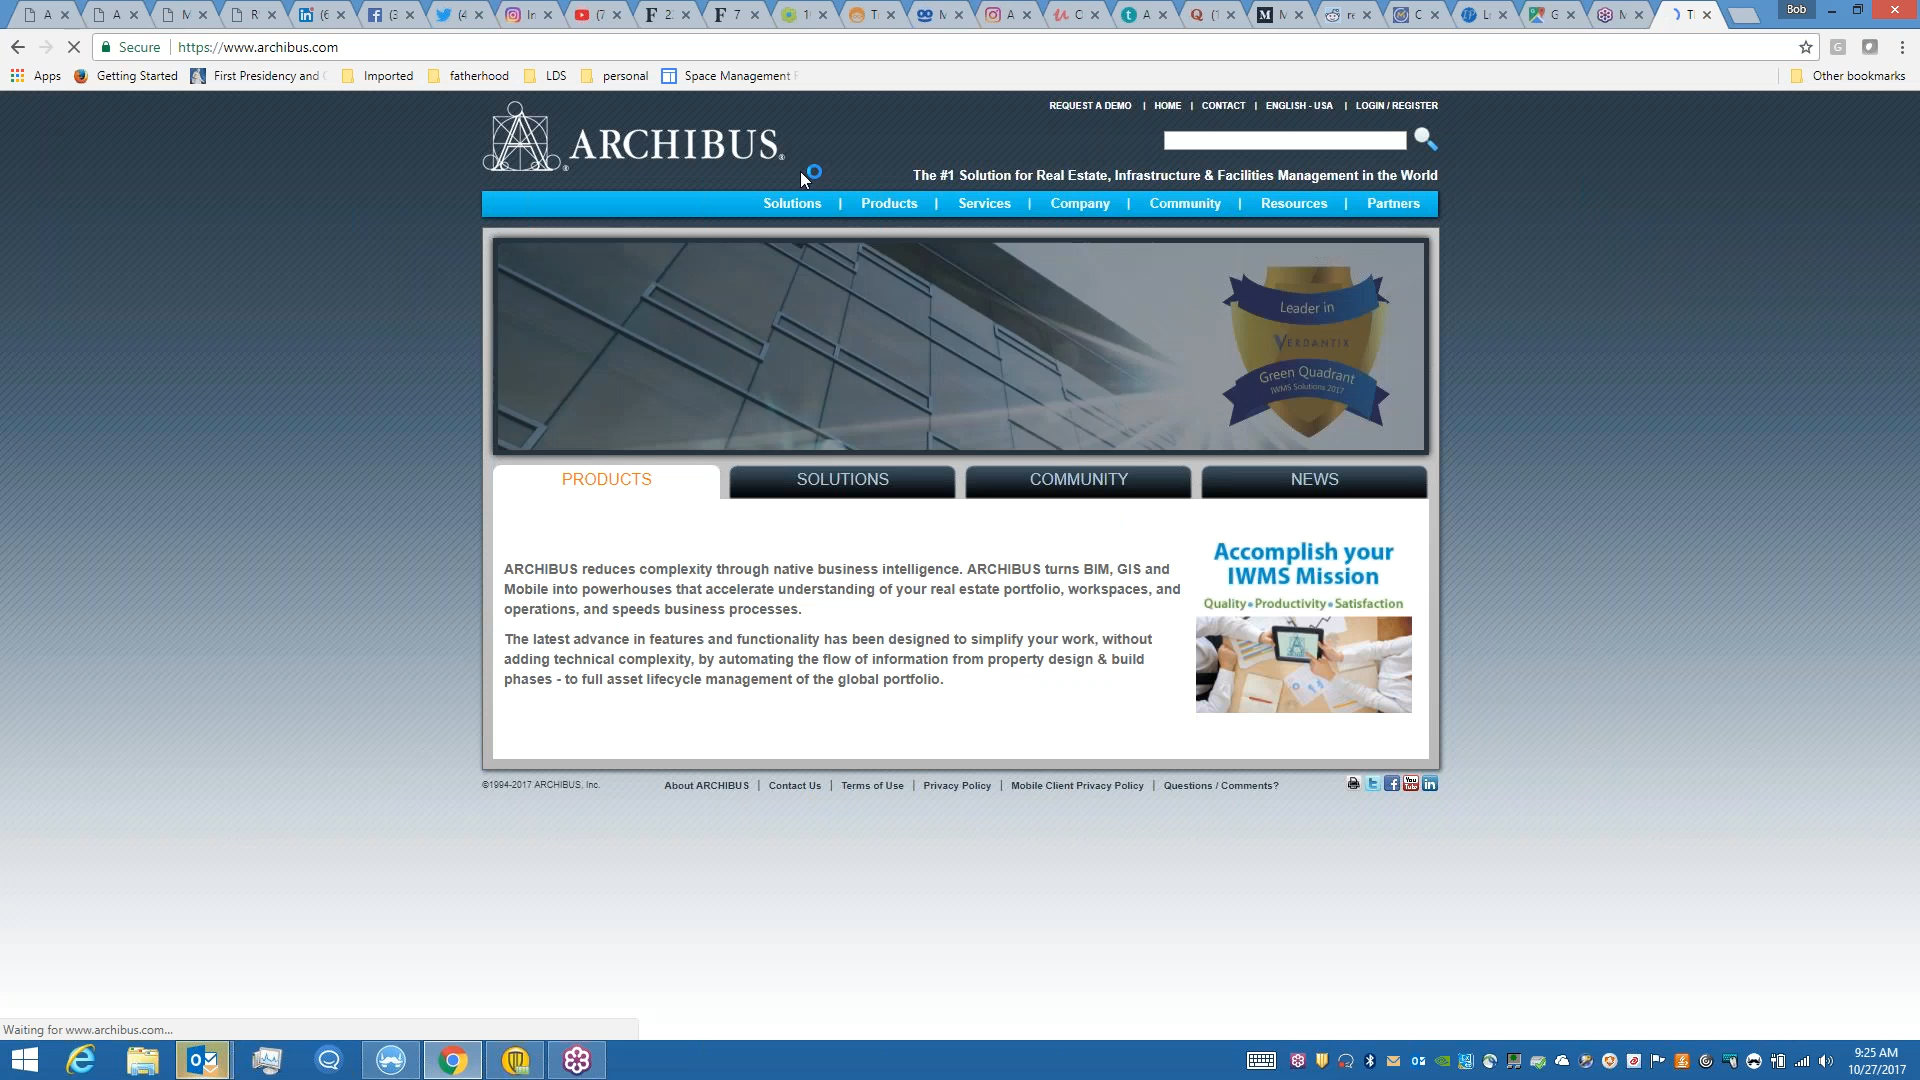 Bob
Secure
https://www.archibus.com
Apps
Getting Started
First Presidency and
Imported
fatherhood
LDS
personal
Space Management
Other bookmarks
REQUEST A DEMO | HOME | CONTACT | ENGLISH - USA | LOGIN / REGISTER
ARCHIBUS
The #1 Solution for Real Estate, Infrastructure & Facilities Management in the World
Solutions | Products | Services | Company | Community | Resources | Partners
Leader in
VERDANTIX
Green Quadrant
IWMS Solutions 2017
PRODUCTS
SOLUTIONS
COMMUNITY
NEWS
ARCHIBUS reduces complexity through native business intelligence. ARCHIBUS turns BIM, GIS and
Mobile into powerhouses that accelerate understanding of your real estate portfolio, workspaces, and
operations, and speeds business processes.
The latest advance in features and functionality has been designed to simplify your work, without
adding technical complexity, by automating the flow of information from property design & build
phases - to full asset lifecycle management of the global portfolio.
Accomplish your
IWMS Mission
Quality•Productivity•Satisfaction
©1994-2017 ARCHIBUS, Inc.
About ARCHIBUS | Contact Us | Terms of Use | Privacy Policy | Mobile Client Privacy Policy | Questions / Comments?
Waiting for www.archibus.com...
9:25 AM
10/27/2017